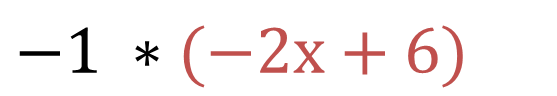 −1 * (−2x + 6)